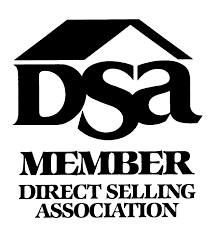 DSa
MEMBER
DIRECT SELLING
ASSOCIATION